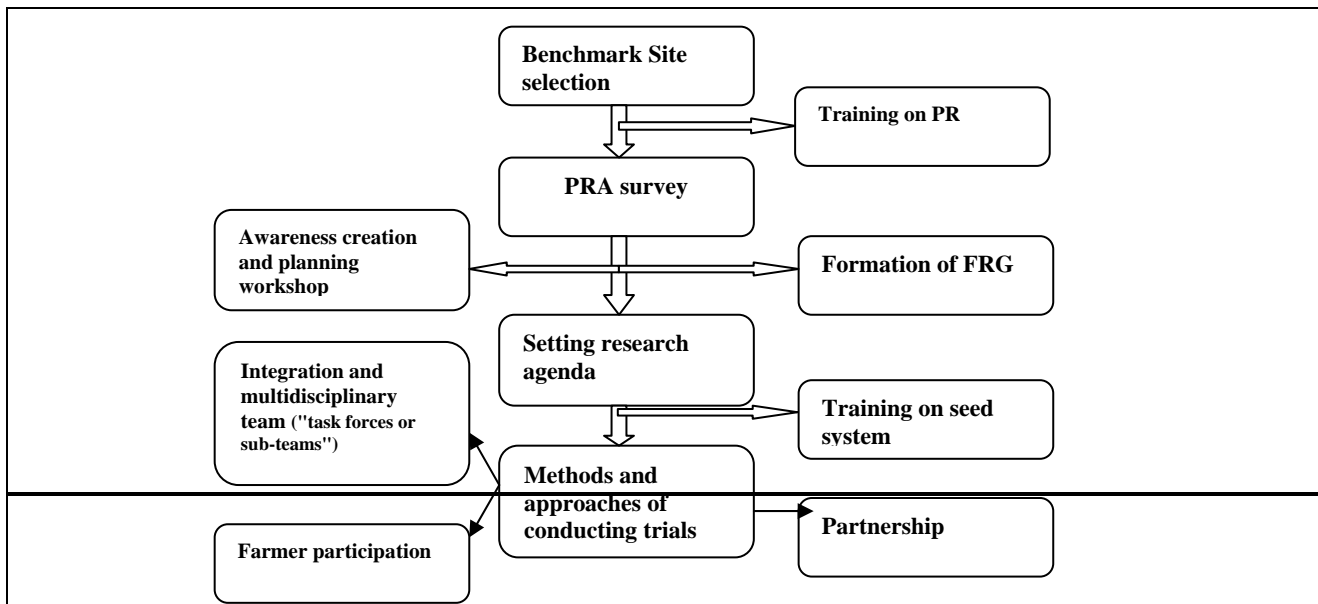 Benchmark Site
selection
Training on PR
PRA survey
Awareness creation
and planning
workshop
Formation of FRG
Setting research
agenda
Integration and
multidisciplinary
team ("task forces or
sub-teams")
Training on seed
system
Methods and
approaches of
conducting trials
Partnership
Farmer participation